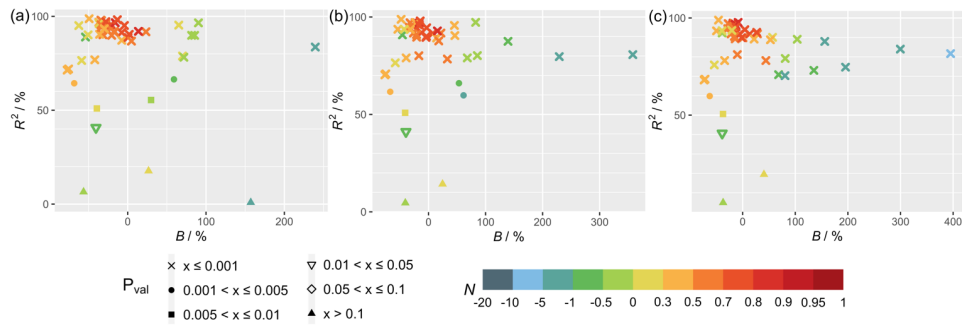 (a)
100
50
0
R² / %
0
100
200
B / %
(b)
100
50
0
R² / %
0
100
200
300
B / %
(c)
100
50
R² / %
0
100
200
300
400
B / %
Pval
x ≤ 0.001
0.001 < x ≤ 0.005
0.005 < x ≤ 0.01
0.01 < x ≤ 0.05
0.05 < x ≤ 0.1
x > 0.1
N
-20 -10 -5 -1 -0.5 0 0.3 0.5 0.7 0.9 0.95 1